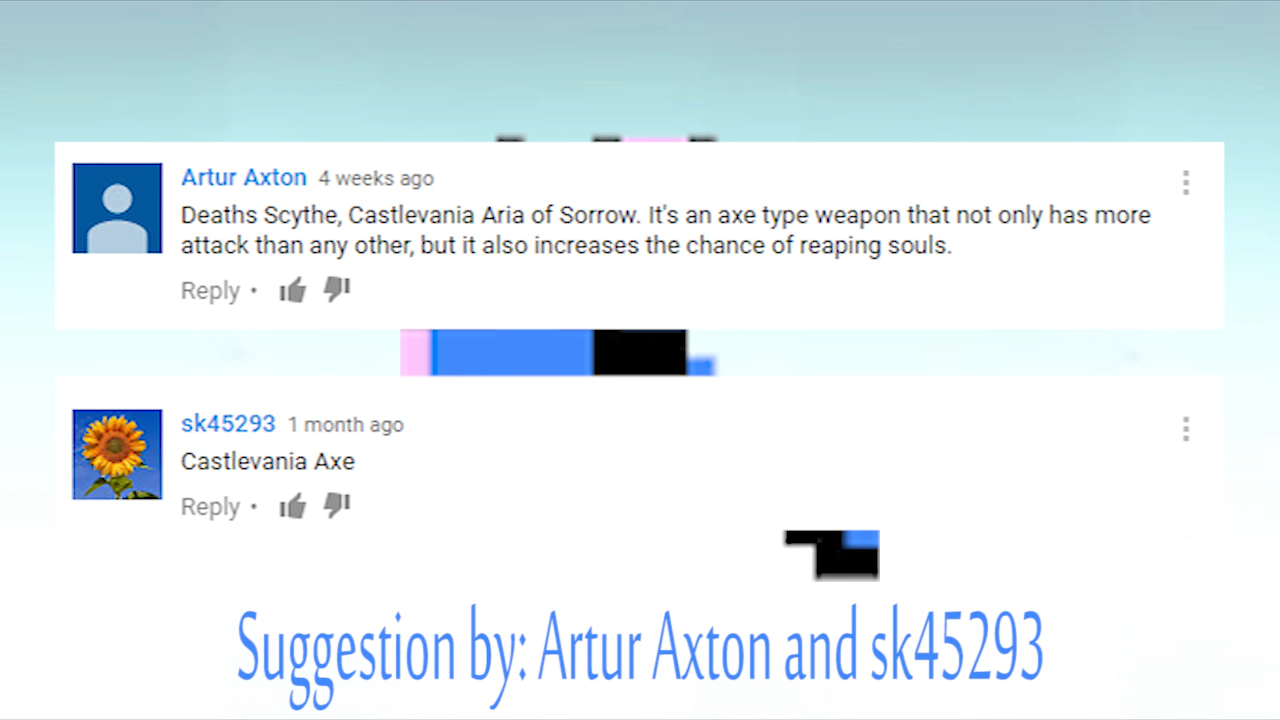 Artur Axton 4 weeks ago
Deaths Scythe, Castlevania Aria of Sorrow. It's an axe type weapon that not only has more
attack than any other, but it also increases the chance of reaping souls.
Reply •
sk45293 1 month ago
Castlevania Axe
Reply •
Suggestion by: Artur Axton and sk45293